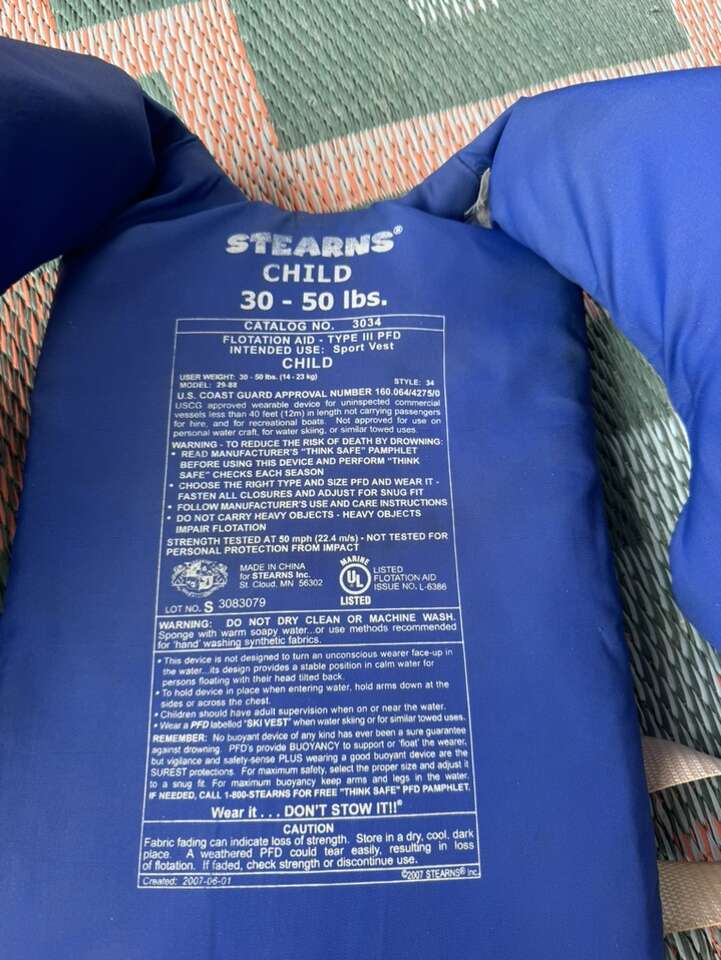 STEARNS®
CHILD
30 - 50 lbs.
CATALOG NO. 3034
FLOTATION AID - TYPE III PFD
INTENDED USE: Sport Vest
CHILD
USER WEIGHT: 30 - 50 lbs. (14 - 23 kg)
MODEL: 29-88 STYLE: 34
U.S. COAST GUARD APPROVAL NUMBER 160.064/4275/0
USCG approved wearable device for uninspected commercial
vessels less than 40 feet (12m) in length not carrying passengers
for hire, and for recreational boats. Not approved for use on
personal water craft, for water skiing, or similar towed uses.
WARNING - TO REDUCE THE RISK OF DEATH BY DROWNING:
• READ MANUFACTURER'S "THINK SAFE" PAMPHLET
BEFORE USING THIS DEVICE AND PERFORM "THINK
SAFE" CHECKS EACH SEASON
• CHOOSE THE RIGHT TYPE AND SIZE PFD AND WEAR IT -
FASTEN ALL CLOSURES AND ADJUST FOR SNUG FIT
• FOLLOW MANUFACTURER'S USE AND CARE INSTRUCTIONS
• DO NOT CARRY HEAVY OBJECTS - HEAVY OBJECTS
IMPAIR FLOTATION
STRENGTH TESTED AT 50 mph (22.4 m/s) - NOT TESTED FOR
PERSONAL PROTECTION FROM IMPACT
MADE IN CHINA
for STEARNS Inc.
St. Cloud, MN 56302
MARINE
UL
LISTED
LISTED
FLOTATION AID
ISSUE NO. L-6386
LOT NO. S 3083079
WARNING: DO NOT DRY CLEAN OR MACHINE WASH.
Sponge with warm soapy water...or use methods recommended
for 'hand' washing synthetic fabrics.
• This device is not designed to turn an unconscious wearer face-up in
the water...its design provides a stable position in calm water for
persons floating with their head tilted back.
• To hold device in place when entering water, hold arms down at the
sides or across the chest.
• Children should have adult supervision when on or near the water.
• Wear a PFD labelled "SKI VEST" when water skiing or for similar towed uses.
REMEMBER: No buoyant device of any kind has ever been a sure guarantee
against drowning. PFD's provide BUOYANCY to support or 'float' the wearer,
but vigilance and safety-sense PLUS wearing a good buoyant device are the
SUREST protections. For maximum safety, select the proper size and adjust it
to a snug fit. For maximum buoyancy keep arms and legs in the water.
IF NEEDED, CALL 1-800-STEARNS FOR FREE "THINK SAFE" PFD PAMPHLET.
Wear it . . . DON'T STOW IT!!®
CAUTION
Fabric fading can indicate loss of strength. Store in a dry, cool, dark
place. A weathered PFD could tear easily, resulting in loss
of flotation. If faded, check strength or discontinue use.
Created: 2007-06-01 ©2007 STEARNS® Inc.